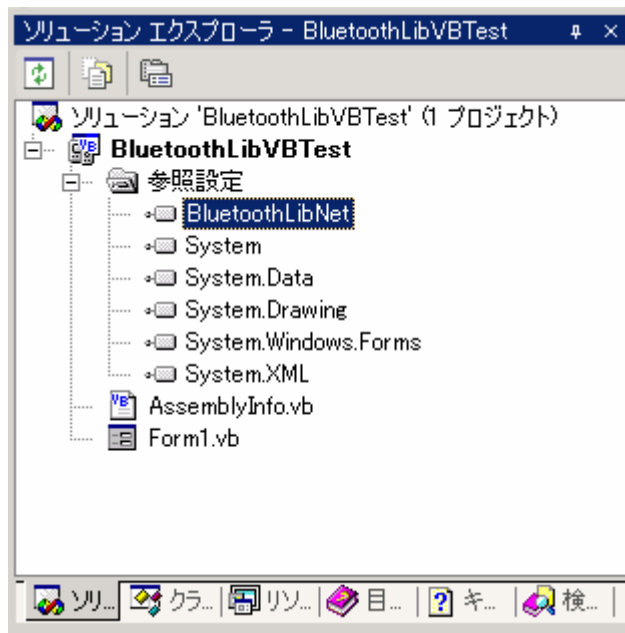 ソリューション エクスプローラ - BluetoothLibVBTest
ソリューション 'BluetoothLibVBTest' (1 プロジェクト)
BluetoothLibVBTest
参照設定
BluetoothLibNet
System
System.Data
System.Drawing
System.Windows.Forms
System.XML
AssemblyInfo.vb
Form1.vb
ソリ... クラ... リソ... 目... キ... 検...